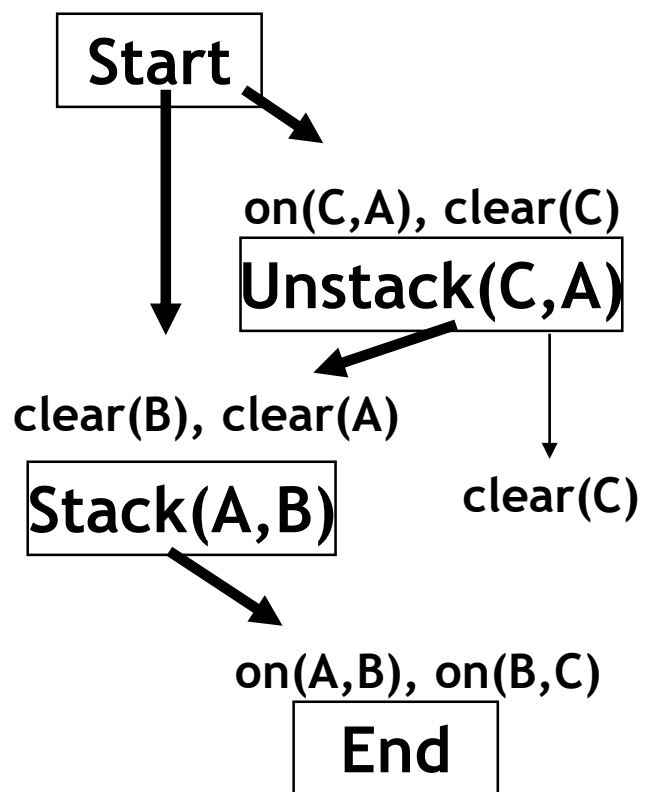 Start
on(C,A), clear(C)
Unstack(C,A)
clear(B), clear(A)
clear(C)
Stack(A,B)
on(A,B), on(B,C)
End